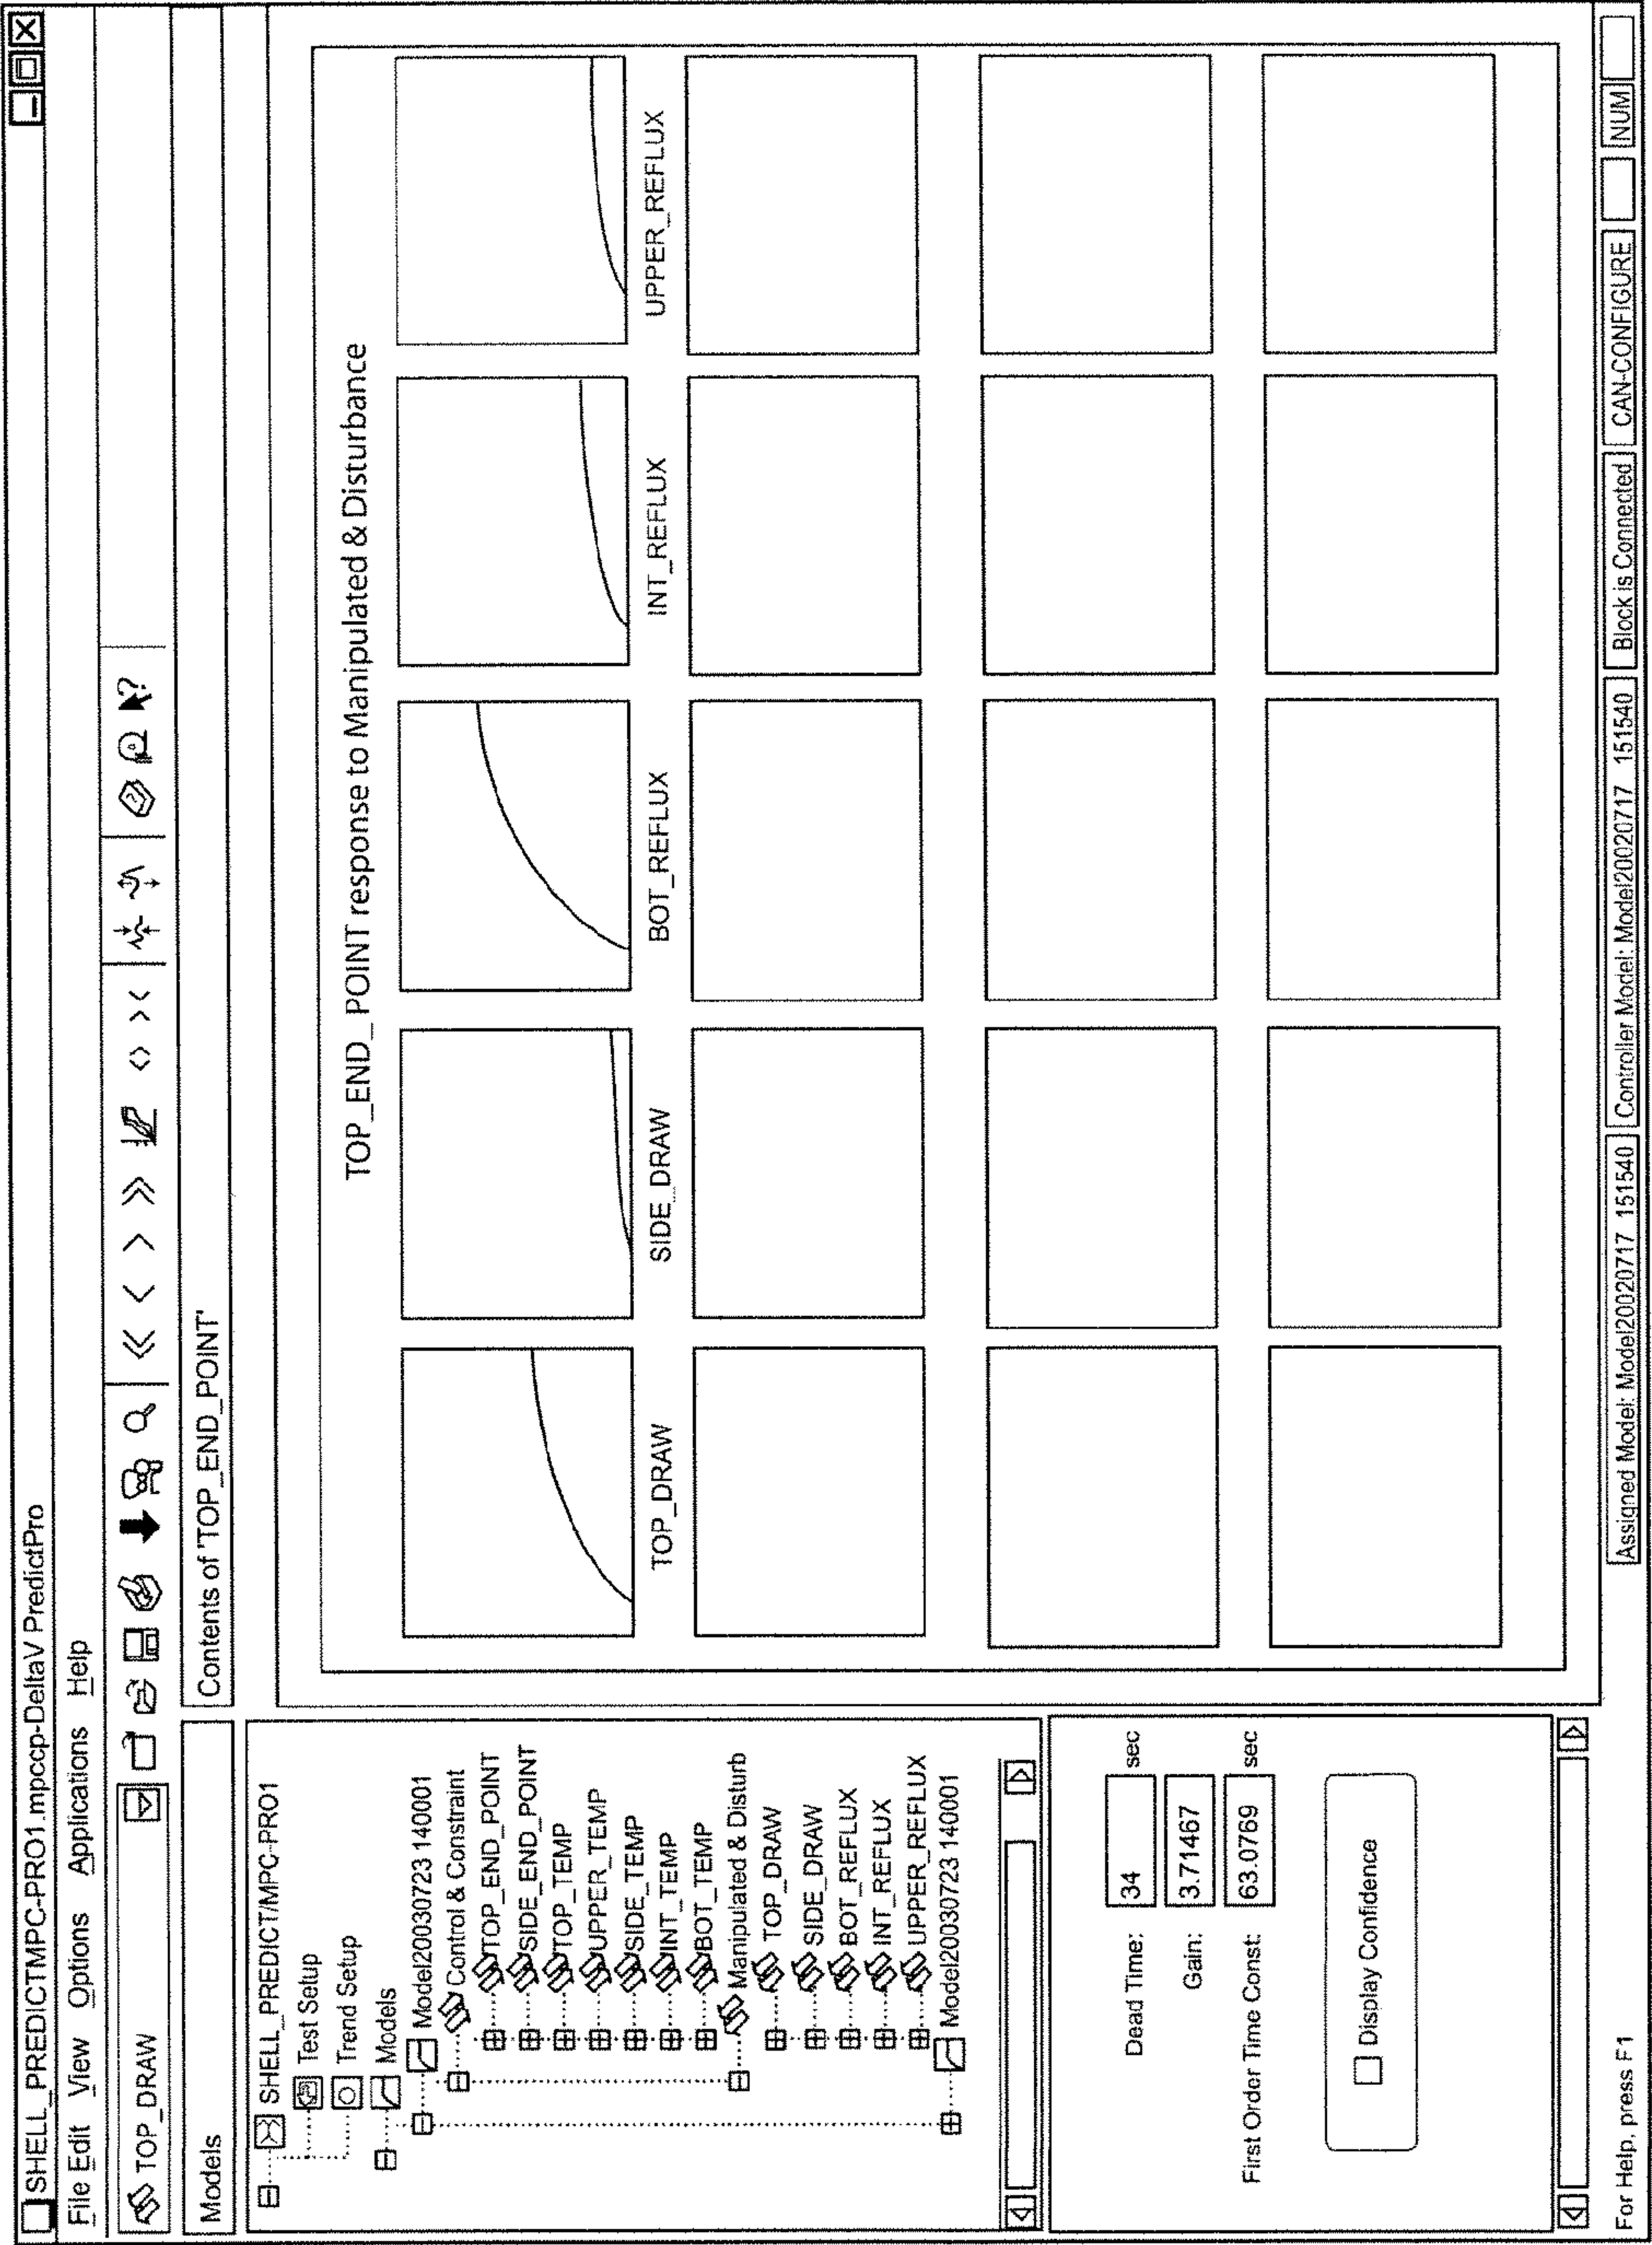 SHELL_PREDICTMPC-PRO1.mpccp-DeltaV PredictPro
File Edit View Options Applications Help
TOP_DRAW
Models
Contents of 'TOP_END_POINT'
SHELL_PREDICT/MPC-PRO1
Test Setup
Trend Setup
Models
Model20030723 140001
Control & Constraint
TOP_END_POINT
SIDE_END_POINT
TOP_TEMP
UPPER_TEMP
SIDE_TEMP
INT_TEMP
BOT_TEMP
Manipulated & Disturb
TOP_DRAW
SIDE_DRAW
BOT_REFLUX
INT_REFLUX
UPPER_REFLUX
Model20030723 140001
Dead Time: 34 sec
Gain: 3.71467
First Order Time Const: 63.0769 sec
Display Confidence
TOP_END_POINT response to Manipulated & Disturbance
TOP_DRAW SIDE_DRAW BOT_REFLUX INT_REFLUX UPPER_REFLUX
For Help, press F1 Assigned Model: Model20020717 151540 Controller Model: Model20020717 151540 Block is Connected CAN-CONFIGURE NUM